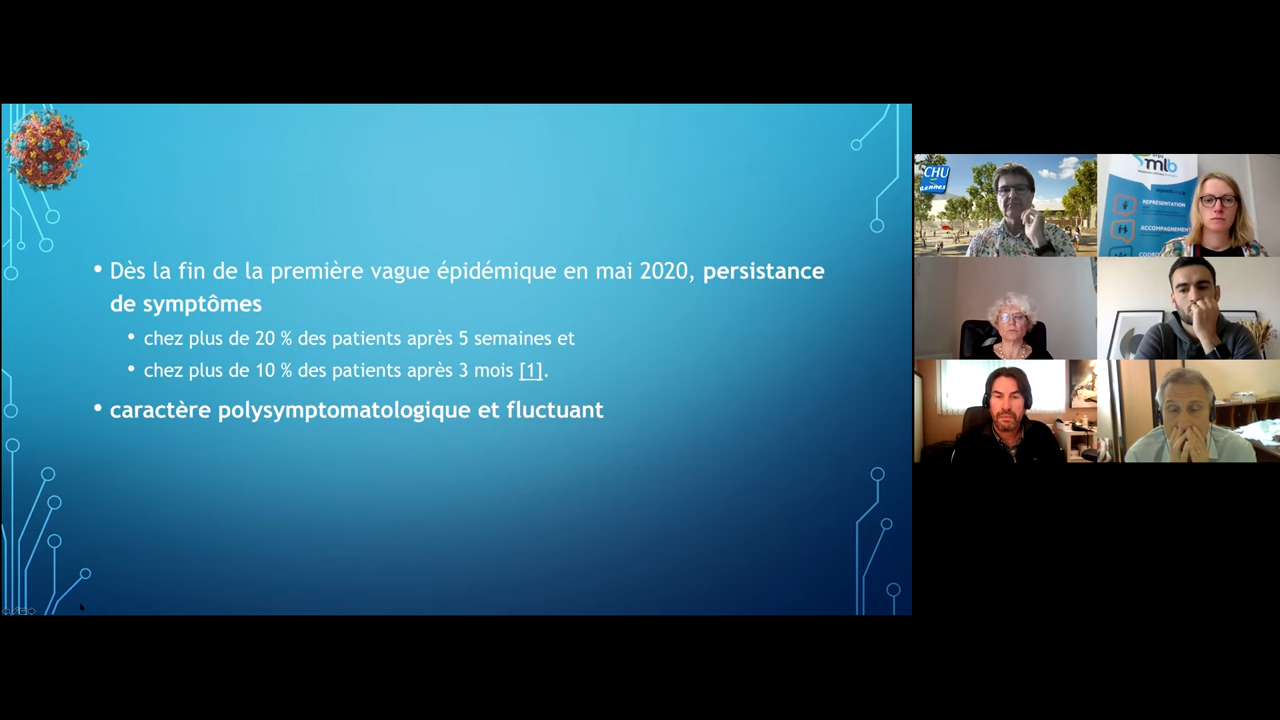 • Dès la fin de la première vague épidémique en mai 2020, persistance
de symptômes
• chez plus de 20 % des patients après 5 semaines et
• chez plus de 10 % des patients après 3 mois [1].
• caractère polysymptomatologique et fluctuant
CHU
Rennes
mlb
REPRÉSENTATION
ACCOMPAGNEMENT